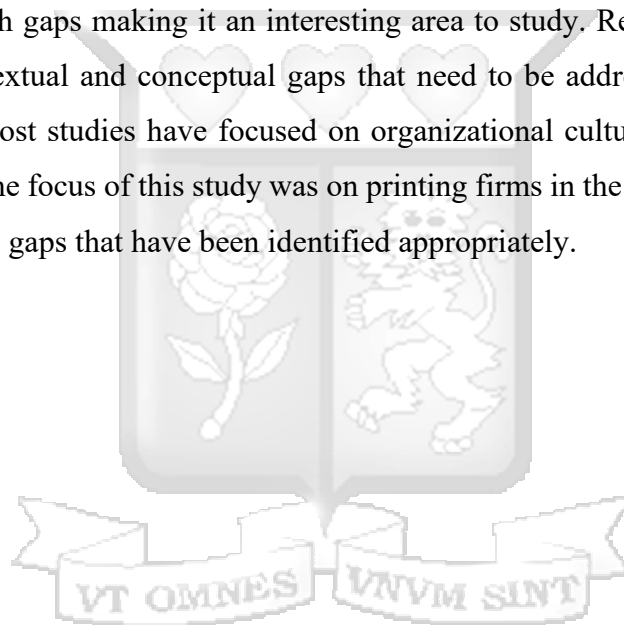 h gaps making it an interesting area to study. Re
extual and conceptual gaps that need to be addr
ost studies have focused on organizational cultu
ne focus of this study was on printing firms in the
gaps that have been identified appropriately.
VT OMNES VNVM SINT